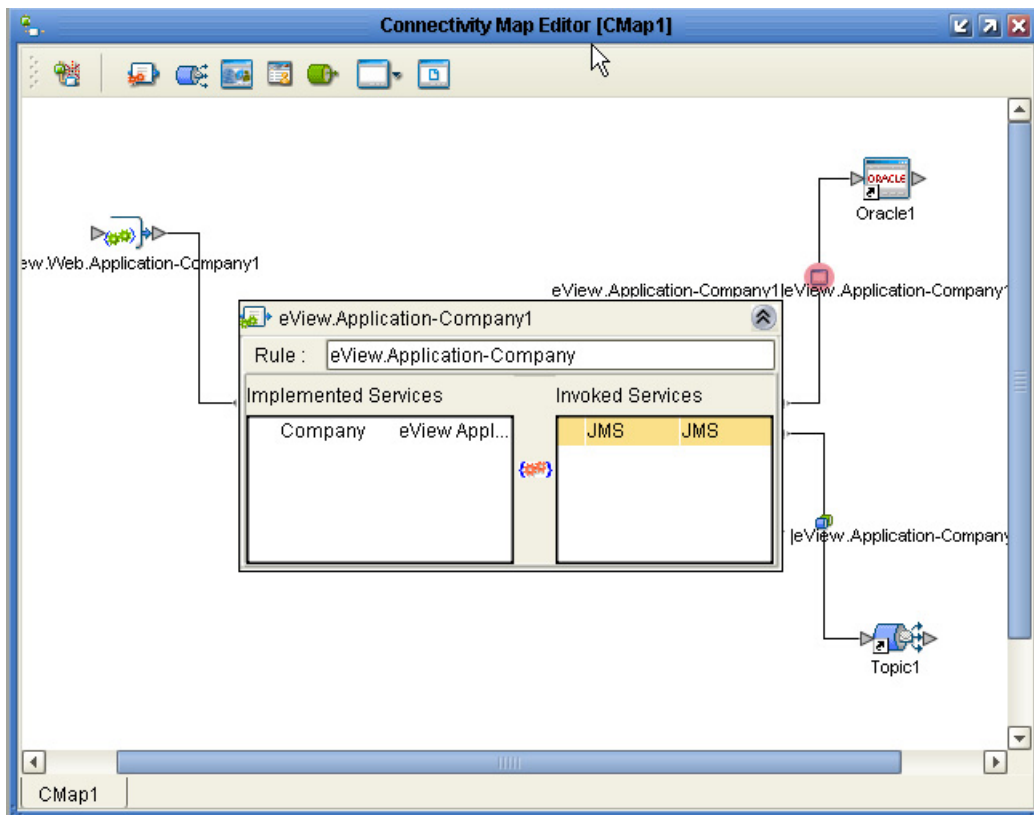 Connectivity Map Editor [CMap1]
ORACLE
Oracle1
ew.Web.Application-Company1
eView.Application-Company1|eView.Application-Company1
eView.Application-Company1
Rule : eView.Application-Company
Implemented Services
Invoked Services
Company eView Appl...
JMS JMS
|eView.Application-Company
Topic1
CMap1